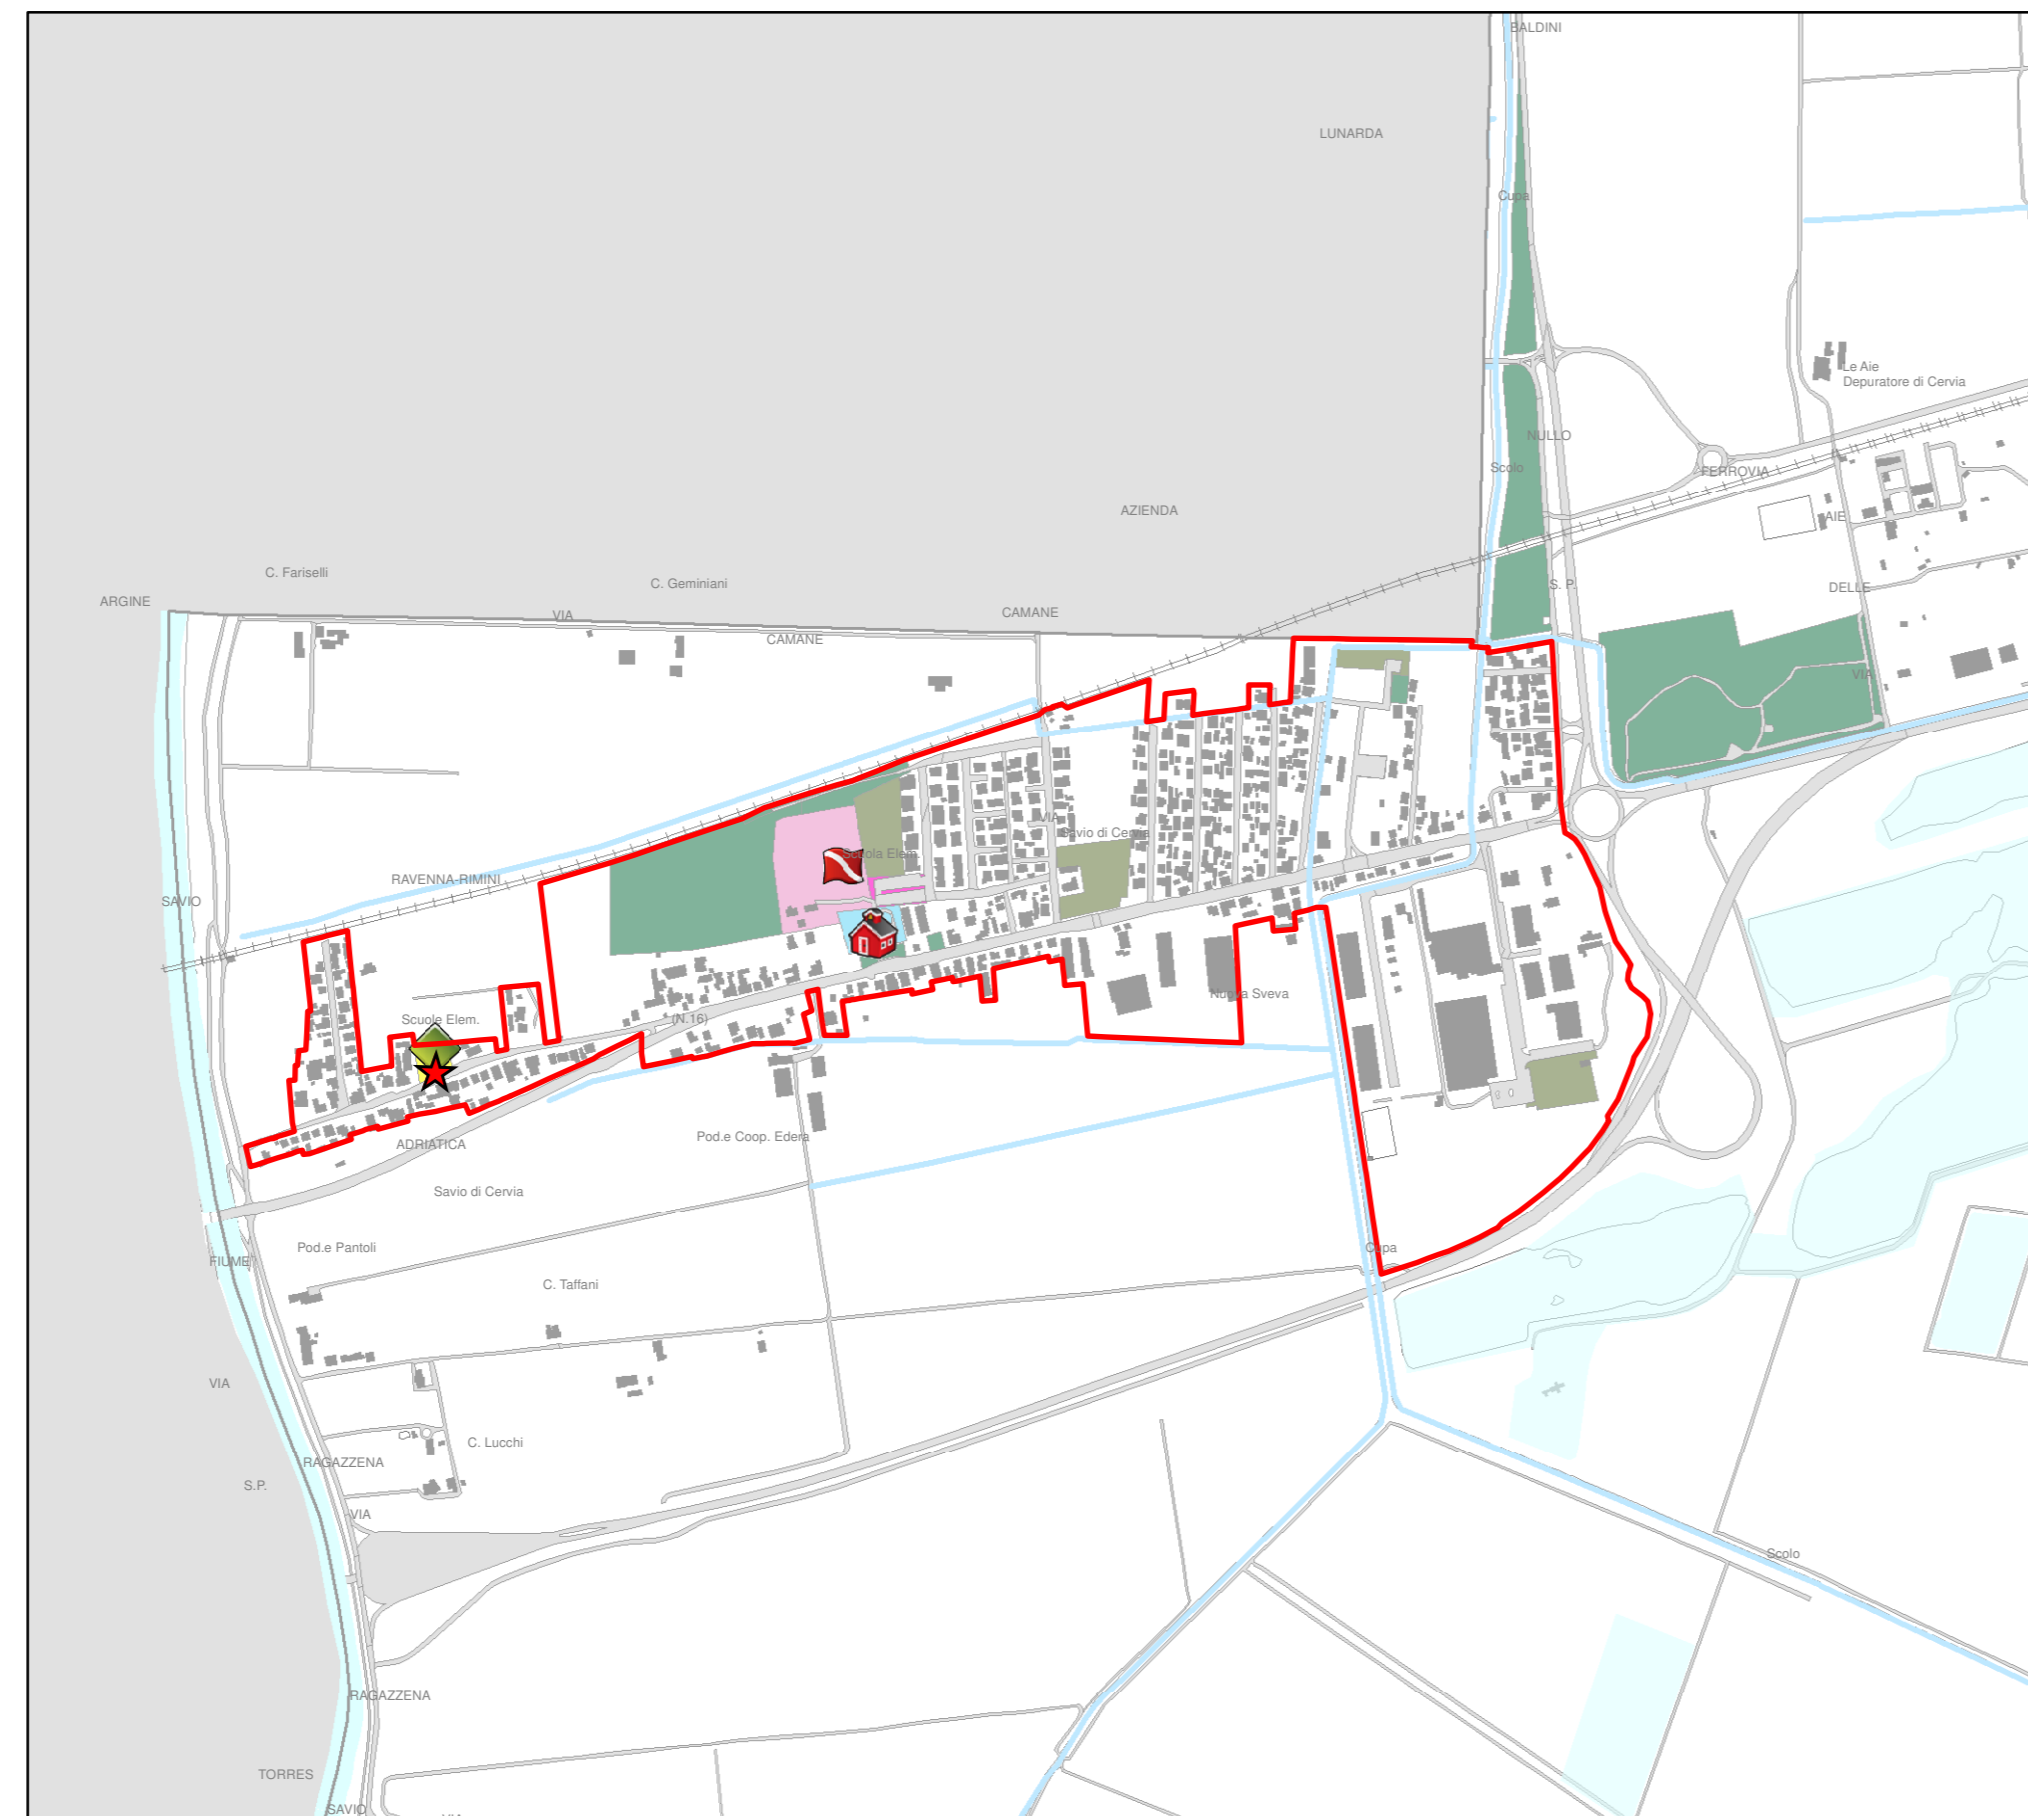 BALDINI
LUNARDA
Cupa
Le Aie
Depuratore di Cervia
NULLO
Scolo
FERROVIA
AZIENDA
AIE
C. Fariselli
C. Geminiani
S. P.
DELLE
ARGINE
VIA
CAMANE
CAMANE
VIA
VIA
Savio di Cervia
Scuola Elem.
RAVENNA-RIMINI
SAVIO
Nuova Sveva
Scuole Elem.
(N.16)
Pod.e Coop. Edera
ADRIATICA
Savio di Cervia
Pod.e Pantoli
Cupa
FIUME
C. Taffani
VIA
C. Lucchi
RAGAZZENA
S.P.
VIA
Scolo
RAGAZZENA
TORRES
SAVIO
VIA